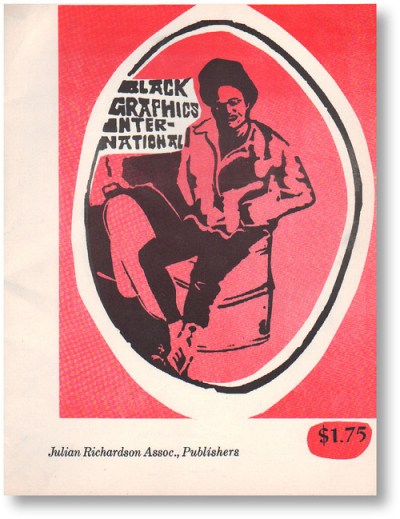 BLACK
GRAPHICS
INTER-
NATIONAL
$1.75
Julian Richardson Assoc., Publishers